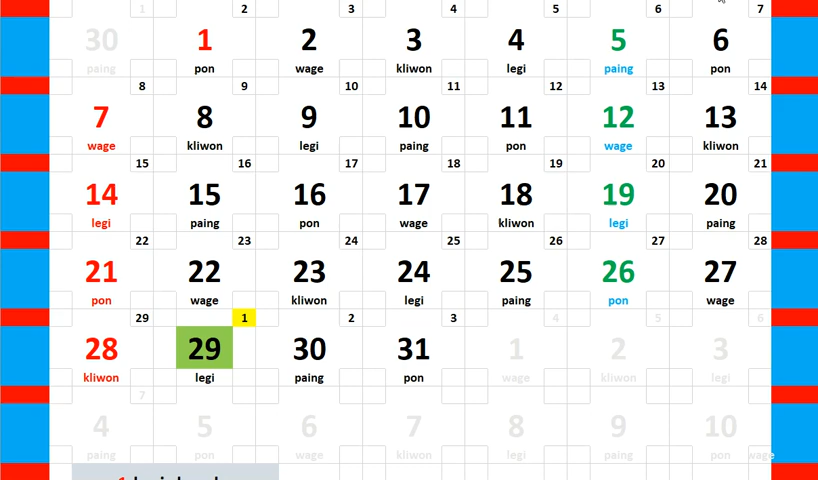 1 2 3 4 5 6 7
30 1 2 3 4 5 6
paing pon wage kliwon legi paing pon
8 9 10 11 12 13 14
7 8 9 10 11 12 13
wage kliwon legi paing pon wage kliwon
15 16 17 18 19 20 21
14 15 16 17 18 19 20
legi paing pon wage kliwon legi paing
22 23 24 25 26 27 28
21 22 23 24 25 26 27
pon wage kliwon legi paing pon wage
29 1 2 3 4 5 6
28 29 30 31 1 2 3
kliwon legi paing pon wage kliwon legi
7
4 5 6 7 8 9 10
paing pon wage kliwon legi paing pon wage